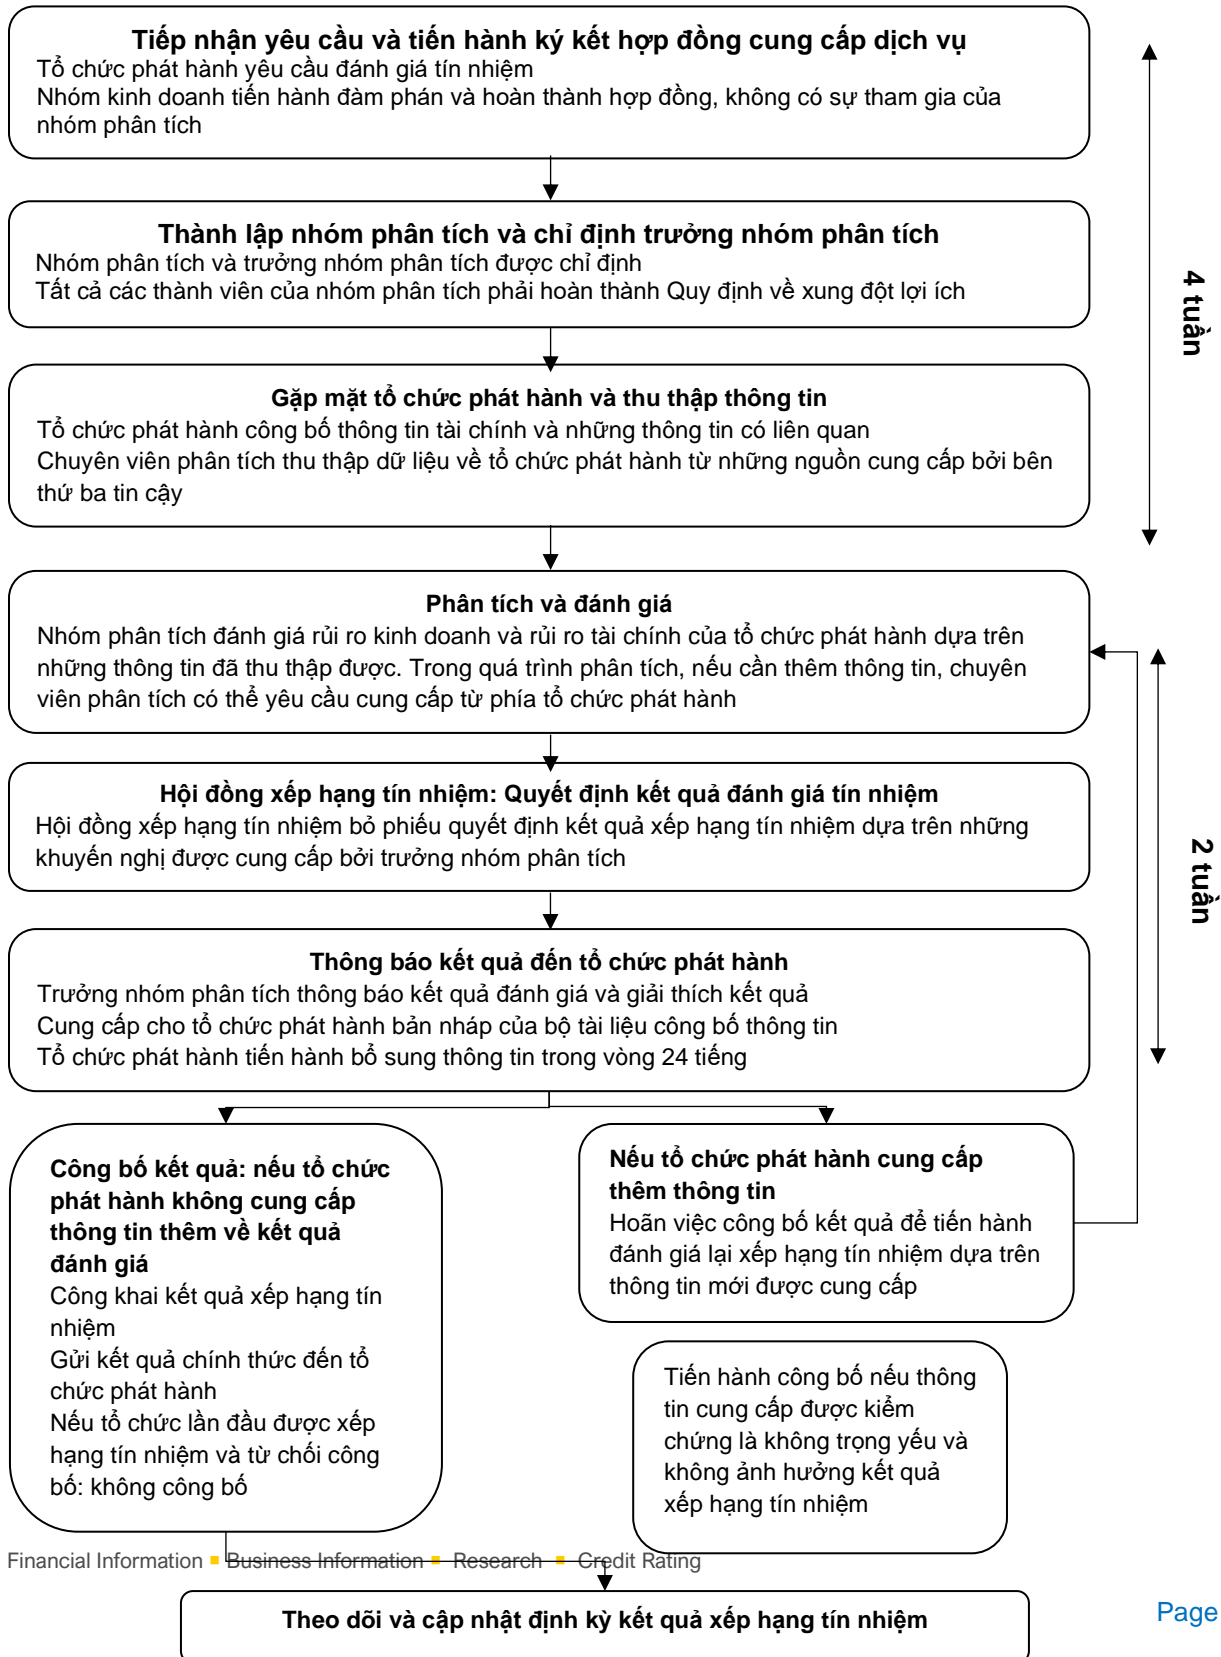 Tiếp nhận yêu cầu và tiến hành ký kết hợp đồng cung cấp dịch vụ
Tổ chức phát hành yêu cầu đánh giá tín nhiệm
Nhóm kinh doanh tiến hành đàm phán và hoàn thành hợp đồng, không có sự tham gia của
nhóm phân tích
Thành lập nhóm phân tích và chỉ định trưởng nhóm phân tích
Nhóm phân tích và trưởng nhóm phân tích được chỉ định
Tất cả các thành viên của nhóm phân tích phải hoàn thành Quy định về xung đột lợi ích
4 tuần
Gặp mặt tổ chức phát hành và thu thập thông tin
Tổ chức phát hành công bố thông tin tài chính và những thông tin có liên quan
Chuyên viên phân tích thu thập dữ liệu về tổ chức phát hành từ những nguồn cung cấp bởi bên
thứ ba tin cậy
Phân tích và đánh giá
Nhóm phân tích đánh giá rủi ro kinh doanh và rủi ro tài chính của tổ chức phát hành dựa trên
những thông tin đã thu thập được. Trong quá trình phân tích, nếu cần thêm thông tin, chuyên
viên phân tích có thể yêu cầu cung cấp từ phía tổ chức phát hành
Hội đồng xếp hạng tín nhiệm: Quyết định kết quả đánh giá tín nhiệm
Hội đồng xếp hạng tín nhiệm bỏ phiếu quyết định kết quả xếp hạng tín nhiệm dựa trên những
khuyến nghị được cung cấp bởi trưởng nhóm phân tích
2 tuần
Thông báo kết quả đến tổ chức phát hành
Trưởng nhóm phân tích thông báo kết quả đánh giá và giải thích kết quả
Cung cấp cho tổ chức phát hành bản nháp của bộ tài liệu công bố thông tin
Tổ chức phát hành tiến hành bổ sung thông tin trong vòng 24 tiếng
Công bố kết quả: nếu tổ chức
phát hành không cung cấp
thông tin thêm về kết quả
đánh giá
Công khai kết quả xếp hạng tín
nhiệm
Gửi kết quả chính thức đến tổ
chức phát hành
Nếu tổ chức lần đầu được xếp
hạng tín nhiệm và từ chối công
bố: không công bố
Nếu tổ chức phát hành cung cấp
thêm thông tin
Hoãn việc công bố kết quả để tiến hành
đánh giá lại xếp hạng tín nhiệm dựa trên
thông tin mới được cung cấp
Tiến hành công bố nếu thông
tin cung cấp được kiểm
chứng là không trọng yếu và
không ảnh hưởng kết quả
xếp hạng tín nhiệm
Financial Information ▪ Business Information ▪ Research ▪ Credit Rating
Theo dõi và cập nhật định kỳ kết quả xếp hạng tín nhiệm
Page